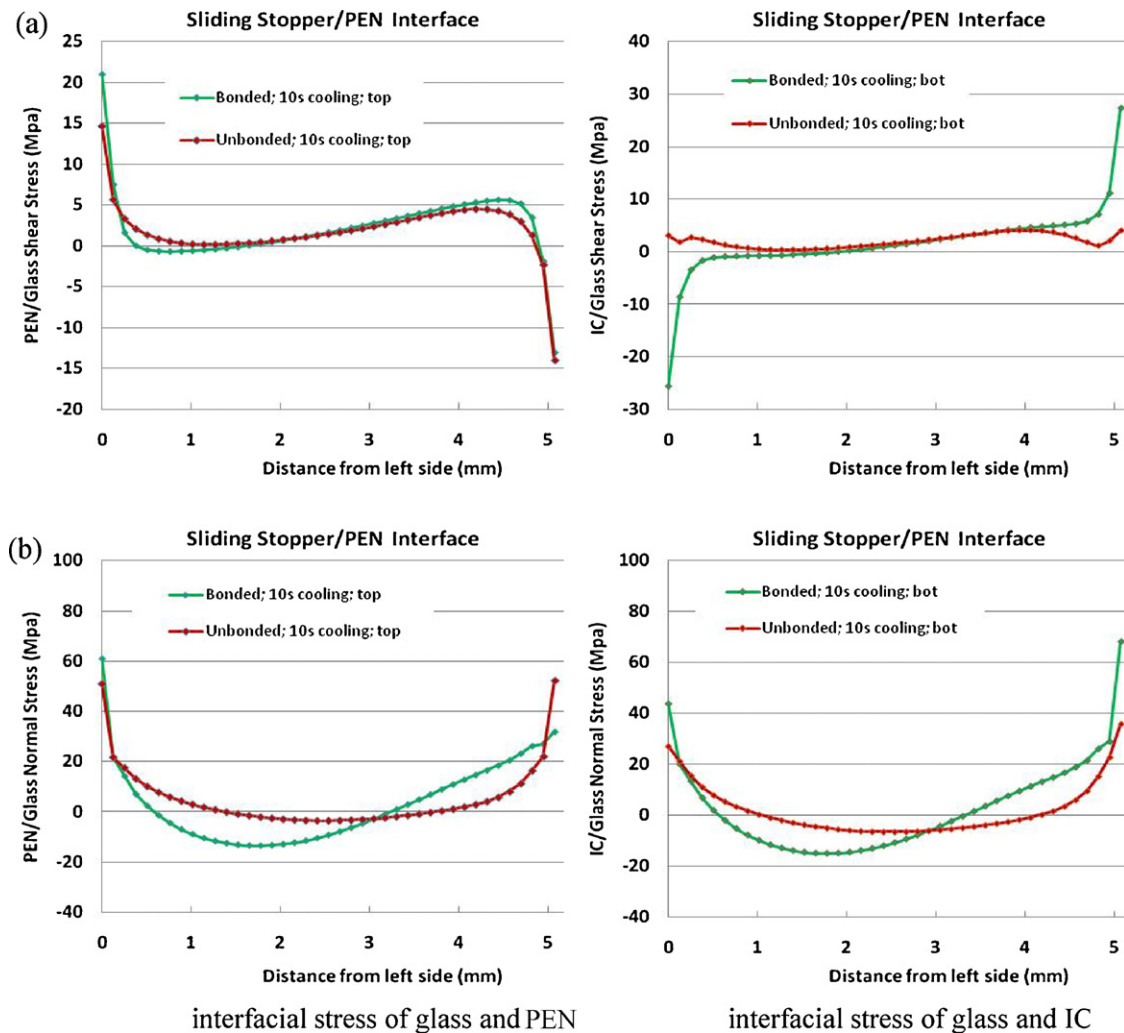 (a)
Sliding Stopper/PEN Interface
PEN/Glass Shear Stress (Mpa)
25
20
15
10
5
0
-5
-10
-15
-20
Bonded; 10s cooling; top
Unbonded; 10s cooling; top
0 1 2 3 4 5
Distance from left side (mm)
Sliding Stopper/PEN Interface
IC/Glass Shear Stress (Mpa)
40
30
20
10
0
-10
-20
-30
Bonded; 10s cooling; bot
Unbonded; 10s cooling; bot
0 1 2 3 4 5
Distance from left side (mm)
(b)
Sliding Stopper/PEN Interface
PEN/Glass Normal Stress (Mpa)
100
80
60
40
20
0
-20
-40
Bonded; 10s cooling; top
Unbonded; 10s cooling; top
0 1 2 3 4 5
Distance from left side (mm)
interfacial stress of glass and PEN
Sliding Stopper/PEN Interface
IC/Glass Normal Stress (Mpa)
100
80
60
40
20
0
-20
-40
Bonded; 10s cooling; bot
Unbonded; 10s cooling; bot
0 1 2 3 4 5
Distance from left side (mm)
interfacial stress of glass and IC